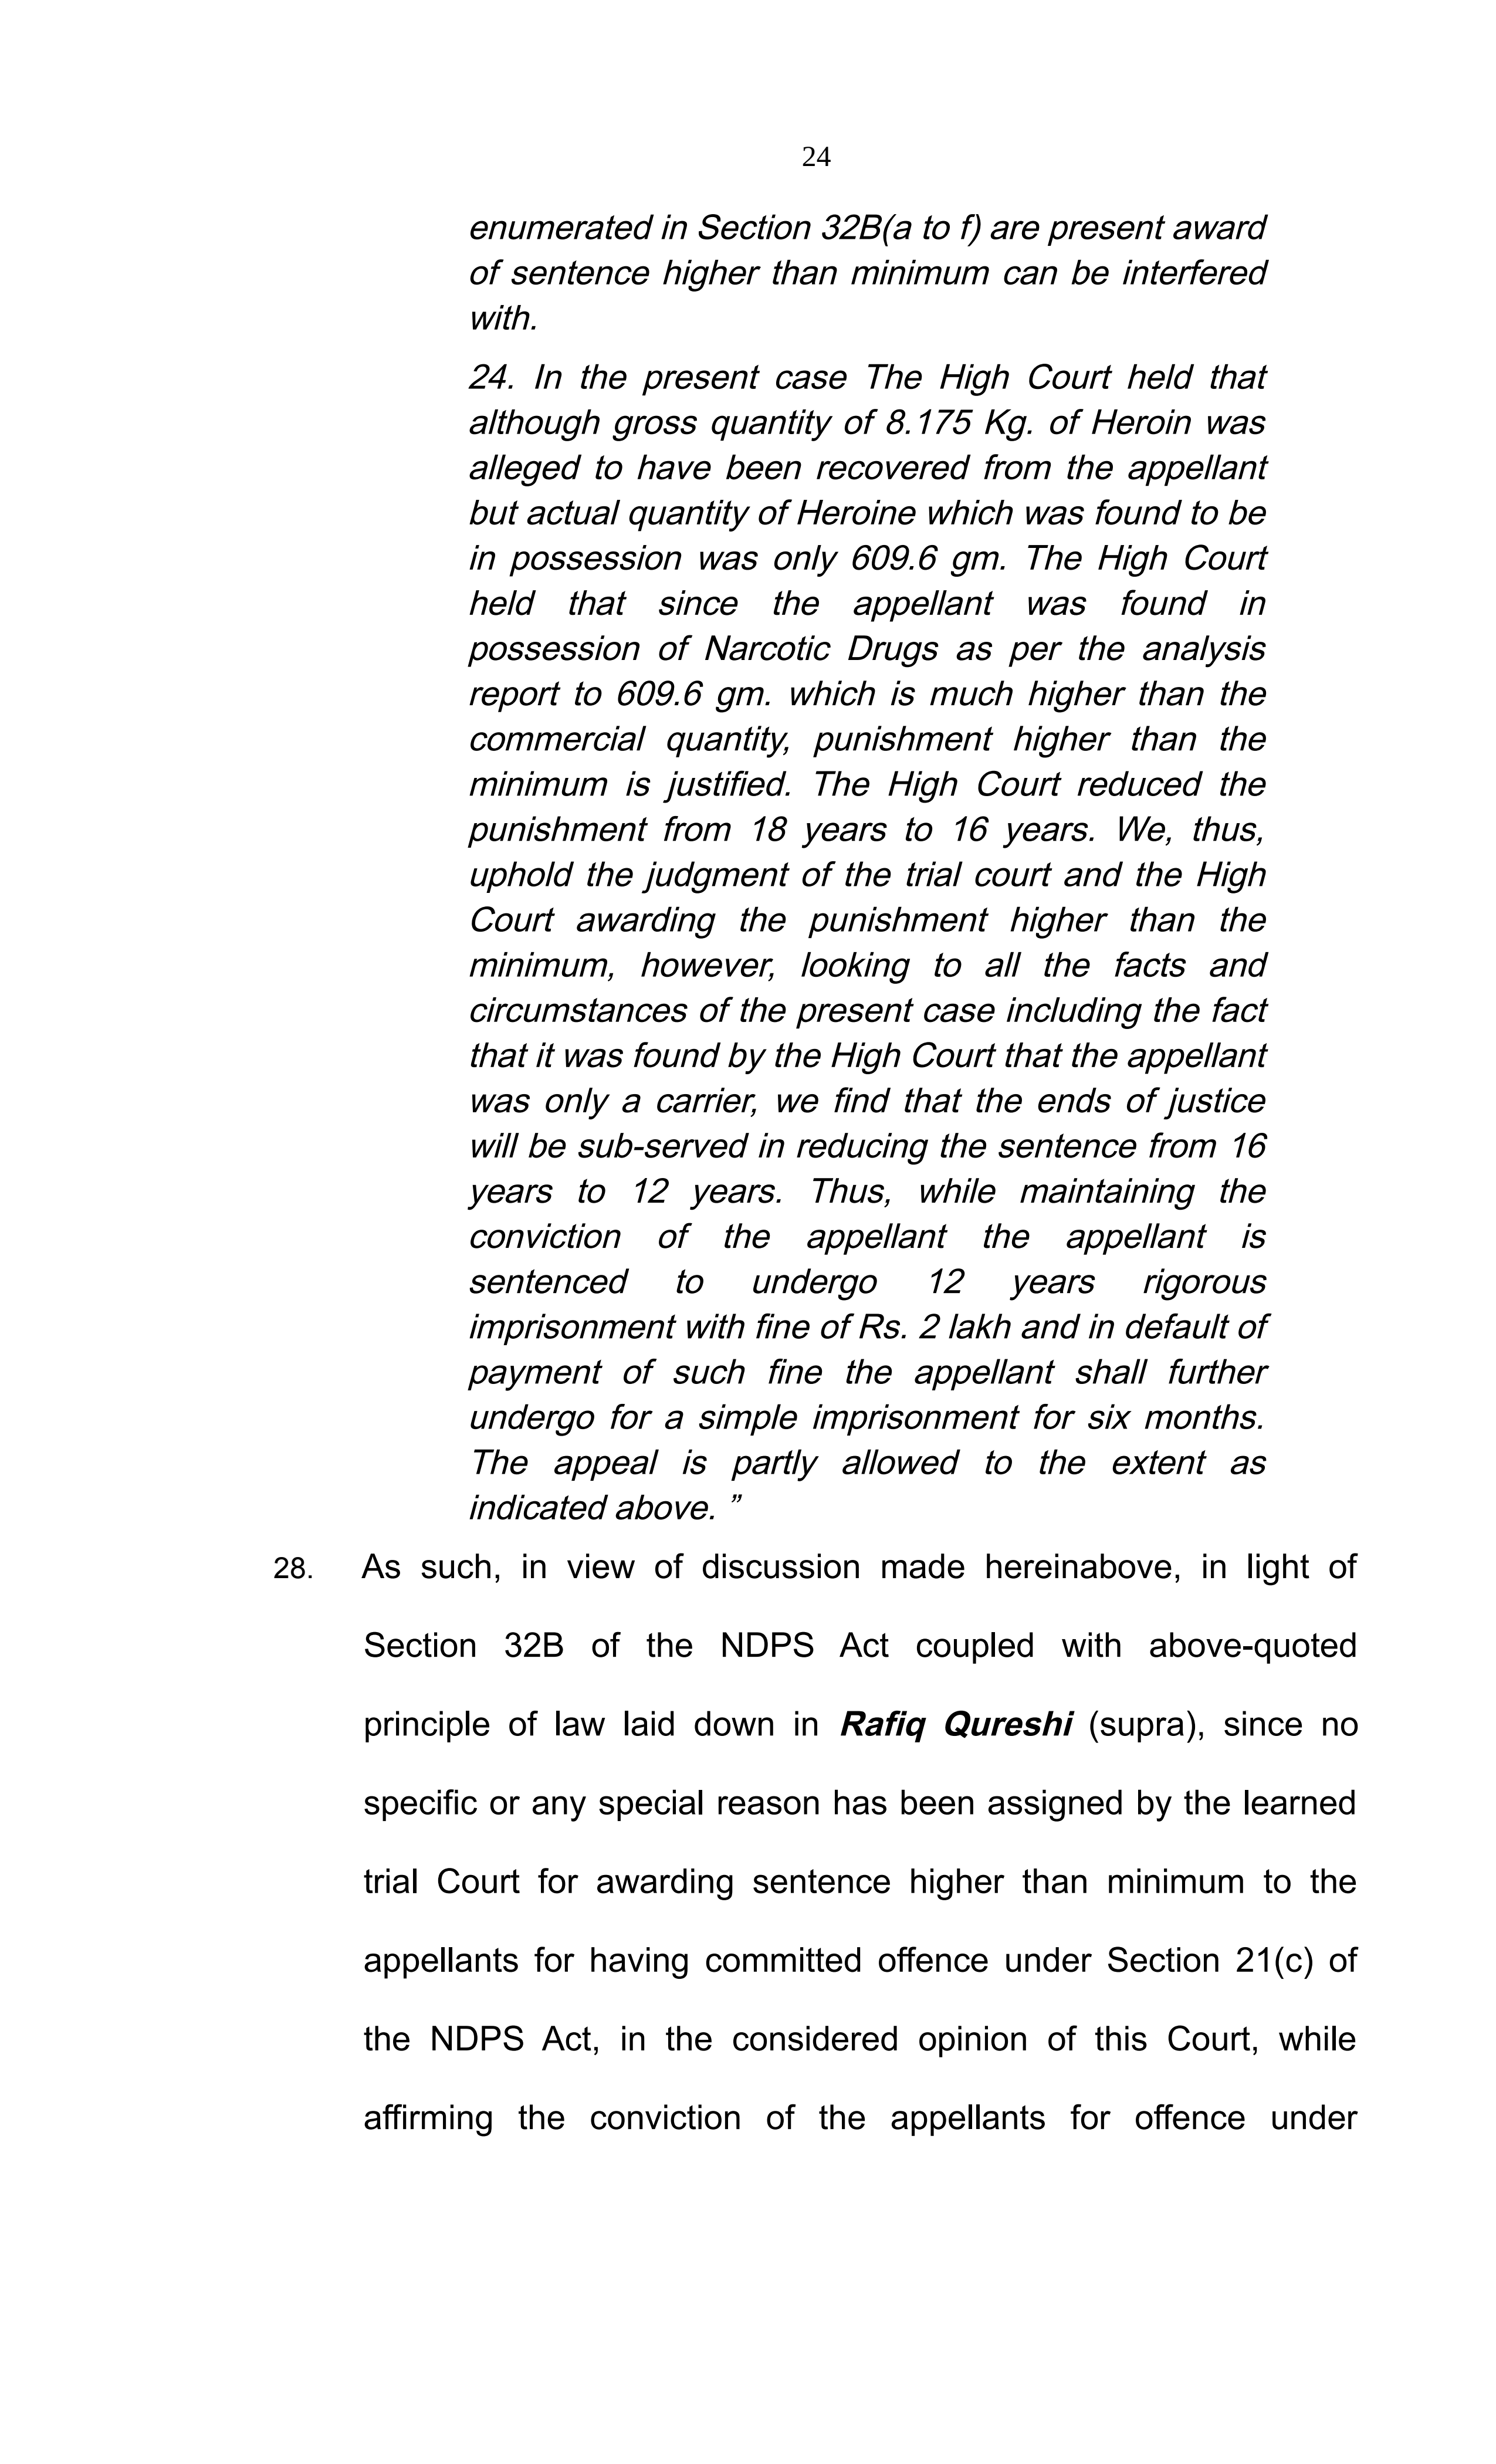 24
enumerated in Section 32B(a to f) are present award
of sentence higher than minimum can be interfered
with.
24. In the present case The High Court held that
although gross quantity of 8.175 Kg. of Heroin was
alleged to have been recovered from the appellant
but actual quantity of Heroine which was found to be
in possession was only 609.6 gm. The High Court
held that since the appellant was found in
possession of Narcotic Drugs as per the analysis
report to 609.6 gm. which is much higher than the
commercial quantity, punishment higher than the
minimum is justified. The High Court reduced the
punishment from 18 years to 16 years. We, thus,
uphold the judgment of the trial court and the High
Court awarding the punishment higher than the
minimum, however, looking to all the facts and
circumstances of the present case including the fact
that it was found by the High Court that the appellant
was only a carrier, we find that the ends of justice
will be sub-served in reducing the sentence from 16
years to 12 years. Thus, while maintaining the
conviction of the appellant the appellant is
sentenced to undergo 12 years rigorous
imprisonment with fine of Rs. 2 lakh and in default of
payment of such fine the appellant shall further
undergo for a simple imprisonment for six months.
The appeal is partly allowed to the extent as
indicated above. ”
28. As such, in view of discussion made hereinabove, in light of
Section 32B of the NDPS Act coupled with above-quoted
principle of law laid down in Rafiq Qureshi (supra), since no
specific or any special reason has been assigned by the learned
trial Court for awarding sentence higher than minimum to the
appellants for having committed offence under Section 21(c) of
the NDPS Act, in the considered opinion of this Court, while
affirming the conviction of the appellants for offence under